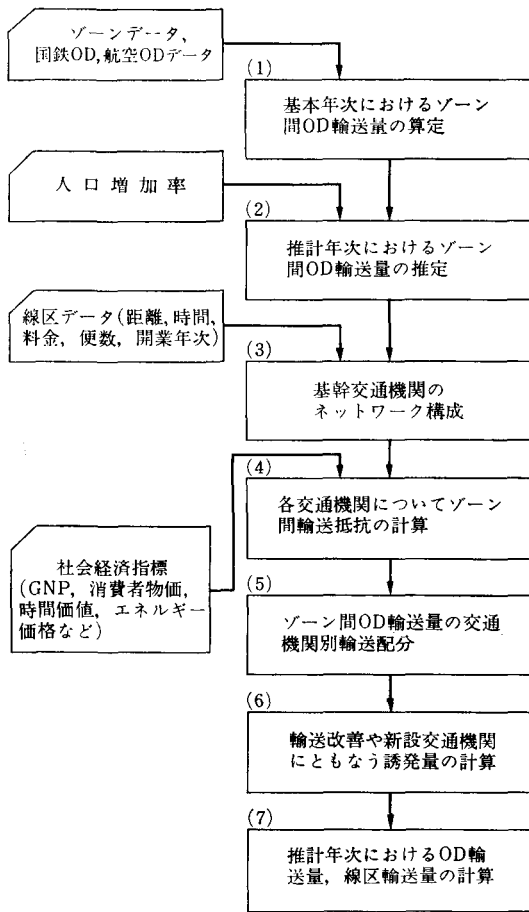 ゾーンデータ,
国鉄OD,航空ODデータ
(1)
基本年次におけるゾーン
間OD輸送量の算定
人口増加率
(2)
推計年次におけるゾーン
間OD輸送量の推定
線区データ(距離,時間,
料金,便数,開業年次)
(3)
基幹交通機関の
ネットワーク構成
(4)
各交通機関についてゾーン
間輸送抵抗の計算
社会経済指標
(GNP,消費者物価,
時間価値,エネルギー
価格など)
(5)
ゾーン間OD輸送量の交通
機関別輸送配分
(6)
輸送改善や新設交通機関
にともなう誘発量の計算
(7)
推計年次におけるOD輸
送量,線区輸送量の計算